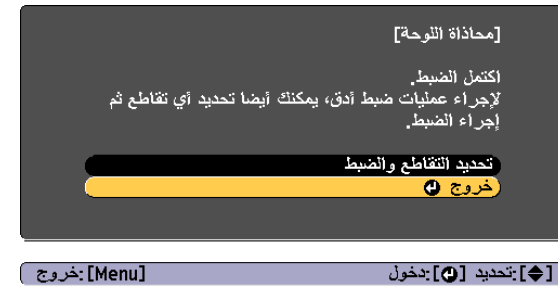 [محاذاة اللوحة]
اكتمل الضبط.
لإجراء عمليات ضبط أدق، يمكنك أيضا تحديد أي تقاطع ثم
إجراء الضبط.
تحديد التقاطع والضبط
خروج
[Menu]:خروج [ ]:دخول [ ]:تحديد